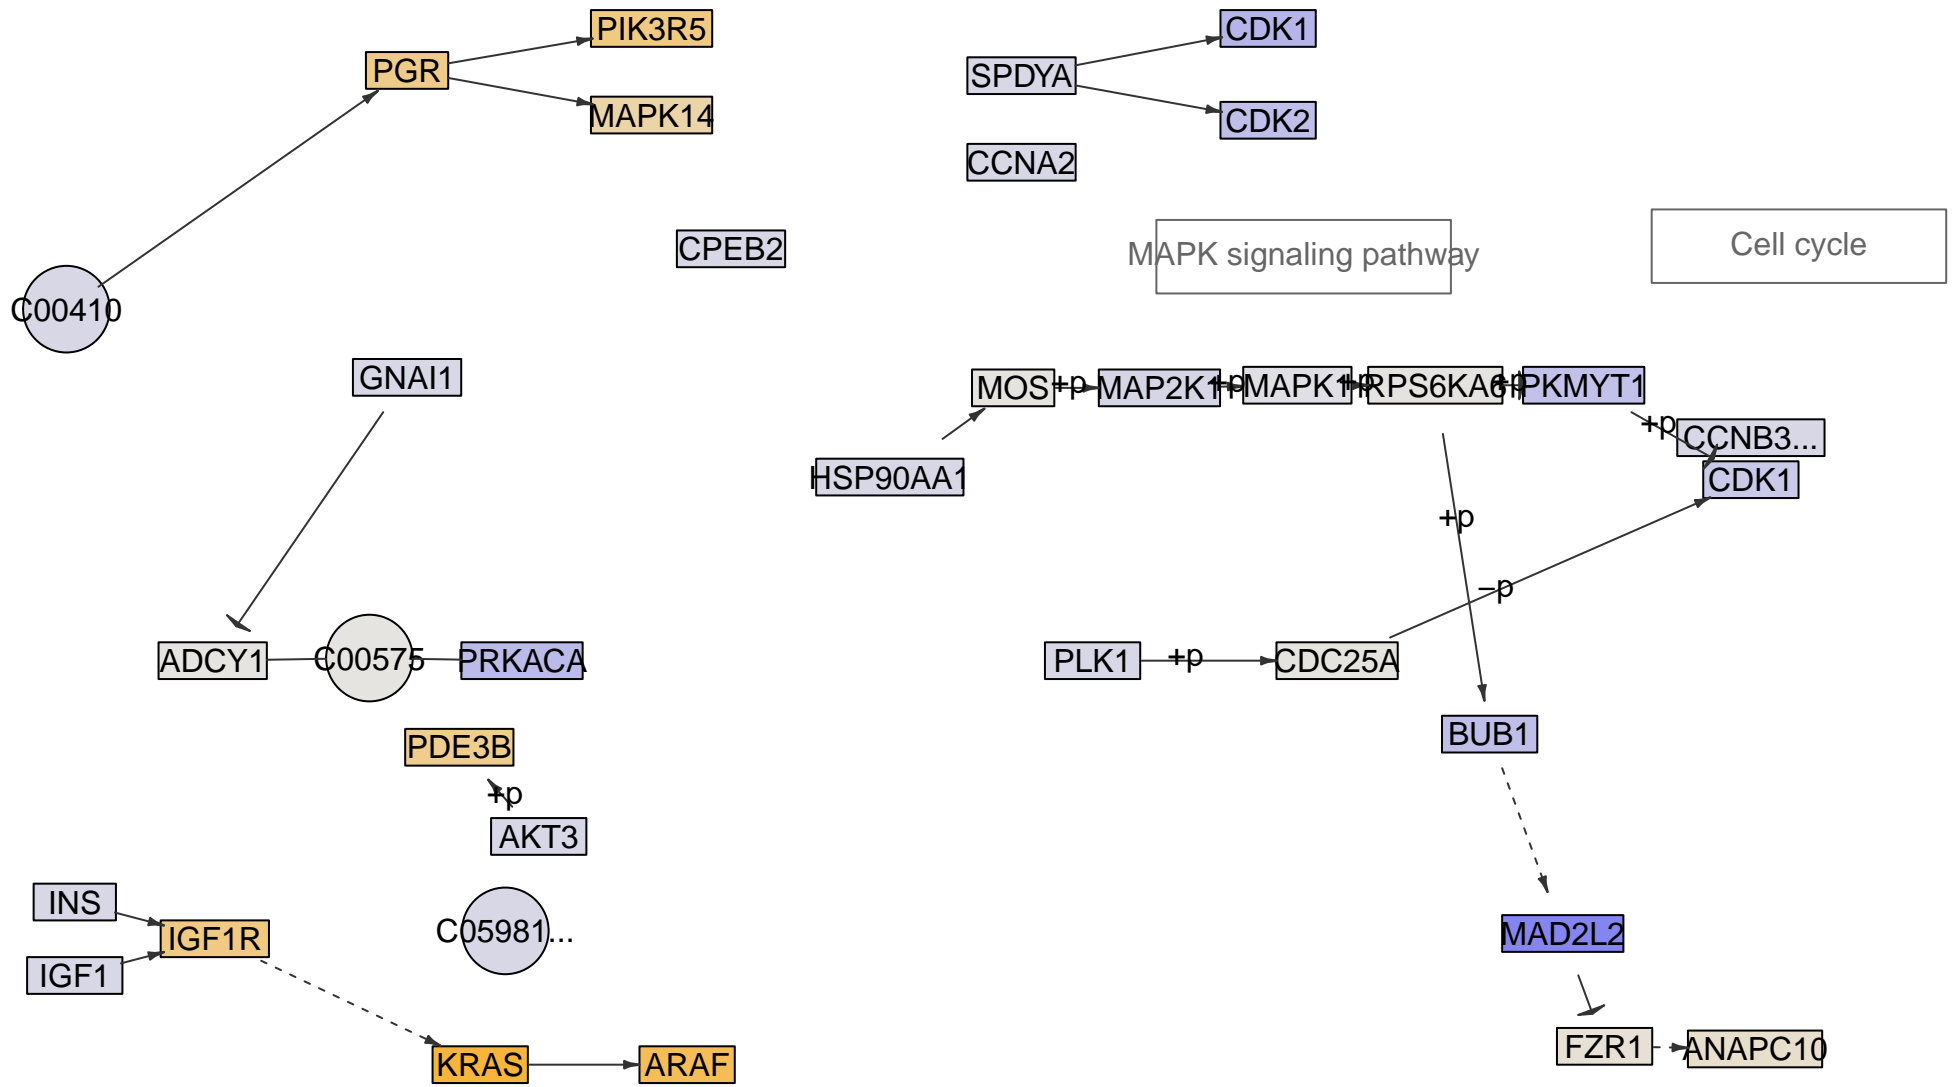 PIK3R5
CDK1
PGR
SPDYA
MAPK14
CDK2
CCNA2
CPEB2
MAPK signaling pathway
Cell cycle
C00410
GNAI1
MOS
+p
MAP2K1
+p
MAPK1
+p
RPS6KA6
+p
PKMYT1
+p
CCNB3...
HSP90AA1
CDK1
+p
−p
ADCY1
C00575
PRKACA
PLK1
+p
CDC25A
BUB1
PDE3B
+p
AKT3
INS
IGF1R
C05981...
MAD2L2
IGF1
KRAS
ARAF
FZR1
ANAPC10